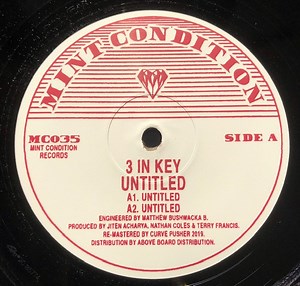 MINT CONDITION
MC035
MINT CONDITION
RECORDS
SIDE A
3 IN KEY
UNTITLED
A1. UNTITLED
A2. UNTITLED
ENGINEERED BY MATTHEW BUSHWACKA B.
PRODUCED BY JITEN ACHARYA, NATHAN COLES & TERRY FRANCIS.
RE-MASTERED BY CURVE PUSHER 2019.
DISTRIBUTION BY ABOVE BOARD DISTRIBUTION.